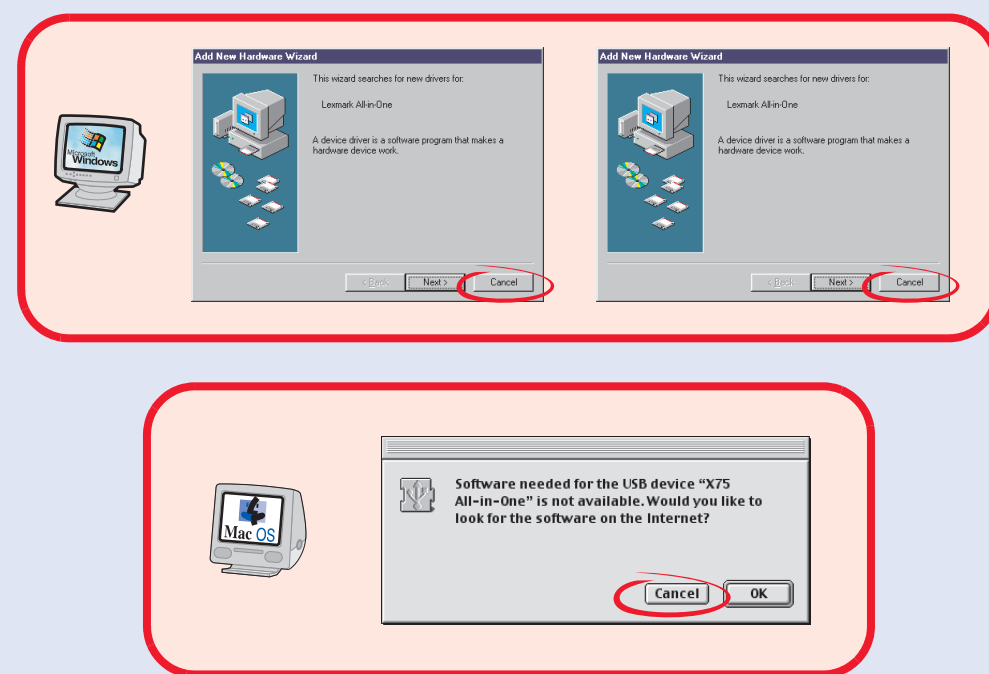 Add New Hardware Wizard
This wizard searches for new drivers for:
Lexmark All-in-One
A device driver is a software program that makes a
hardware device work.
< Back
Next >
Cancel
Add New Hardware Wizard
This wizard searches for new drivers for:
Lexmark All-in-One
A device driver is a software program that makes a
hardware device work.
< Back
Next >
Cancel
Microsoft
Windows
Software needed for the USB device “X75
All-in-One” is not available. Would you like to
look for the software on the Internet?
Cancel
OK
Mac OS